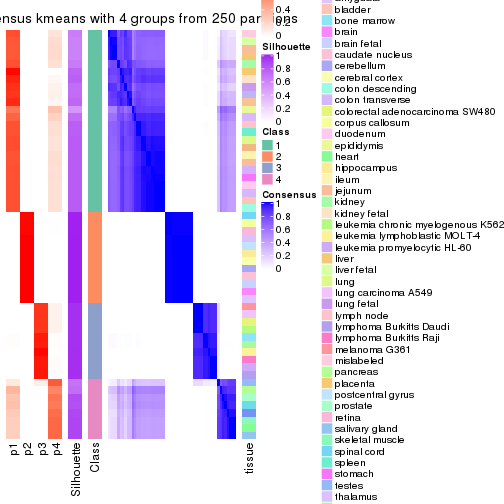 ensus kmeans with 4 groups from 250 par
ons
0.4
0.2
0
Silhouette
1
0.8
0.6
0.4
0.2
0
Class
1
2
3
4
Consensus
1
0.8
0.6
0.4
0.2
0
bladder
bone marrow
brain
brain fetal
caudate nucleus
cerebellum
cerebral cortex
colon descending
colon transverse
colorectal adenocarcinoma SW480
corpus callosum
duodenum
epididymis
heart
hippocampus
ileum
jejunum
kidney
kidney fetal
leukemia chronic myelogenous K562
leukemia lymphoblastic MOLT-4
leukemia promyelocytic HL-60
liver
liver fetal
lung
lung carcinoma A549
lung fetal
lymph node
lymphoma Burkitts Daudi
lymphoma Burkitts Raji
melanoma G361
mislabeled
pancreas
placenta
postcentral gyrus
prostate
retina
salivary gland
skeletal muscle
spinal cord
spleen
stomach
testes
thalamus
p1
p2
p3
p4
Silhouette
Class
tissue